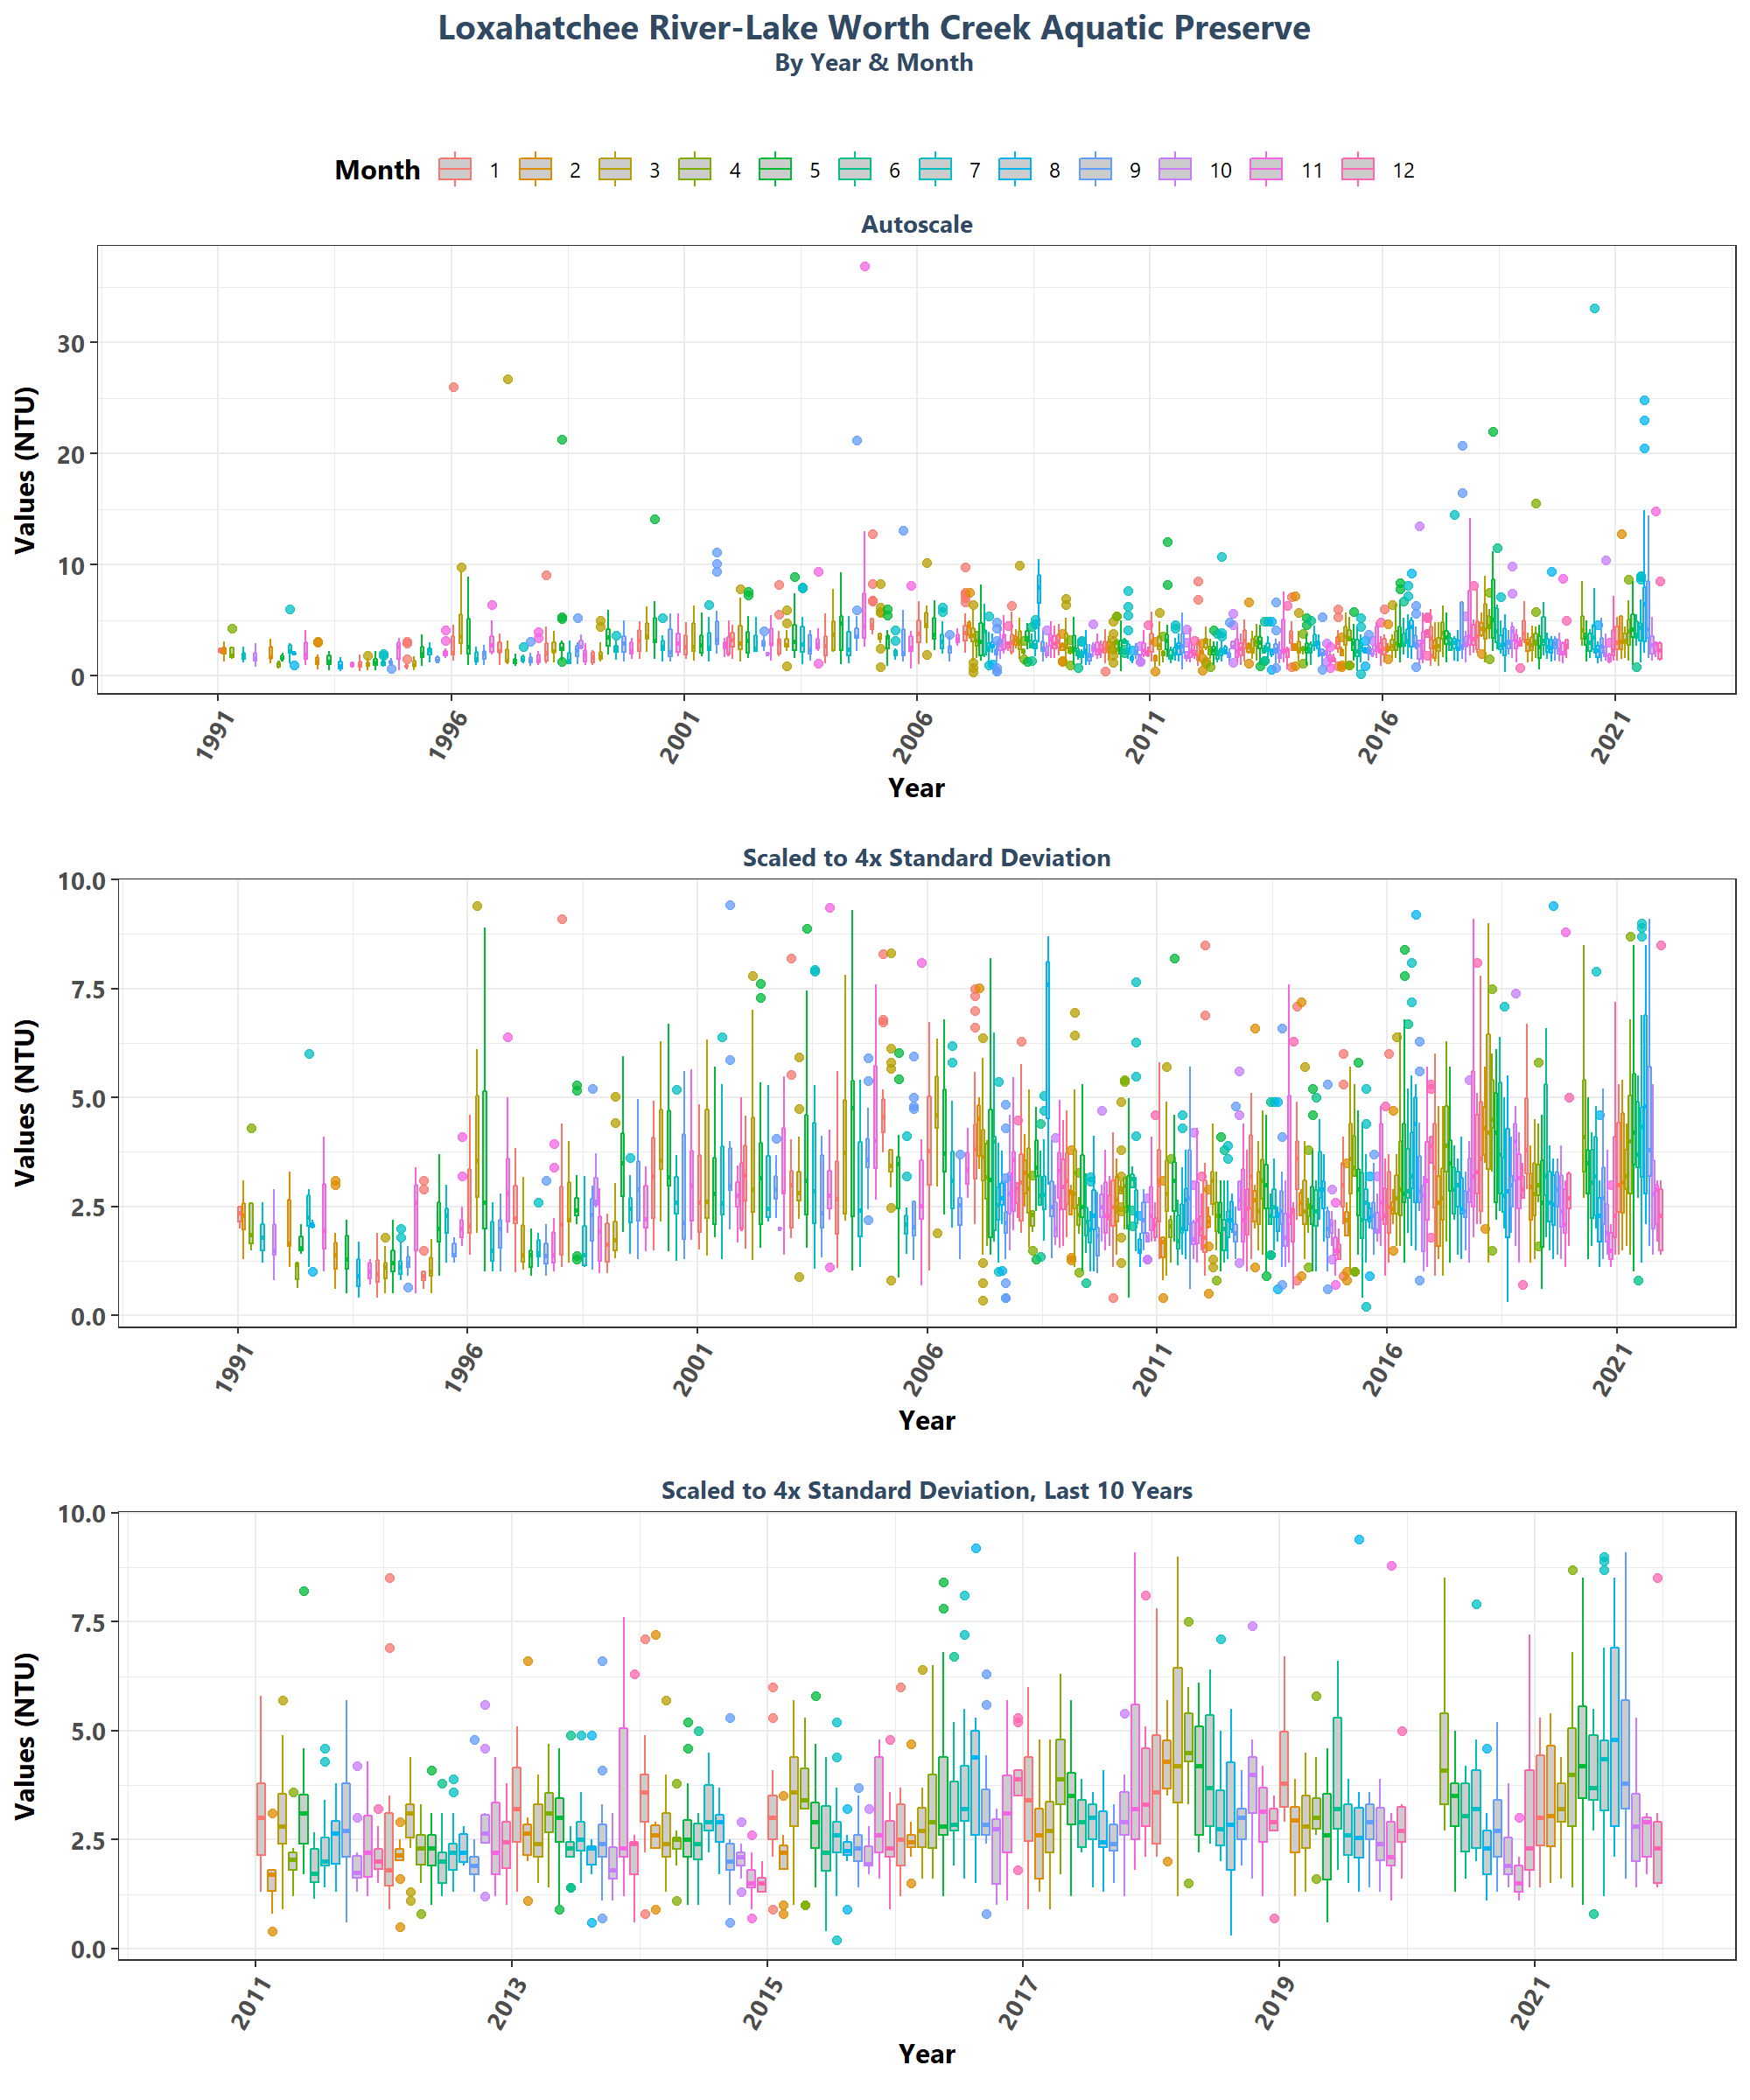 Loxahatchee River-Lake Worth Creek Aquatic Preserve
By Year & Month
Month 1 2 3 4 5 6 7 8 9 10 11 12
Autoscale
Values (NTU)
30
20
10
0
1991 1996 2001 2006 2011 2016 2021
Year
Scaled to 4x Standard Deviation
Values (NTU)
10.0
7.5
5.0
2.5
0.0
1991 1996 2001 2006 2011 2016 2021
Year
Scaled to 4x Standard Deviation, Last 10 Years
Values (NTU)
10.0
7.5
5.0
2.5
0.0
2011 2013 2015 2017 2019 2021
Year